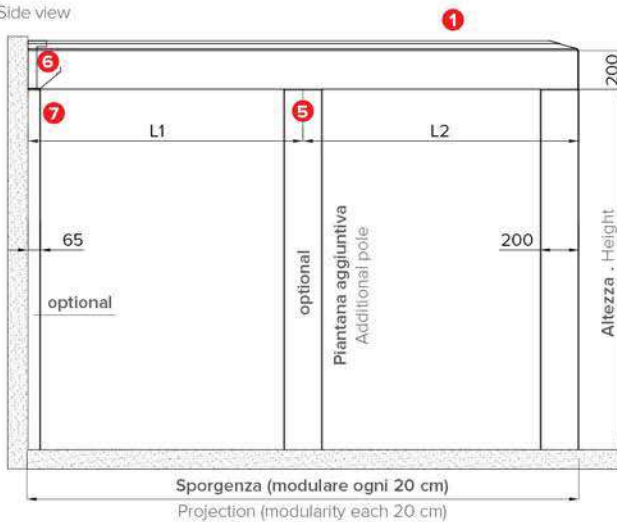 Side view
1
6
200
7
5
L1
L2
65
200
optional
optional
Piantana aggiuntiva
Additional pole
Altezza . Height
Sporgenza (modulare ogni 20 cm)
Projection (modularity each 20 cm)